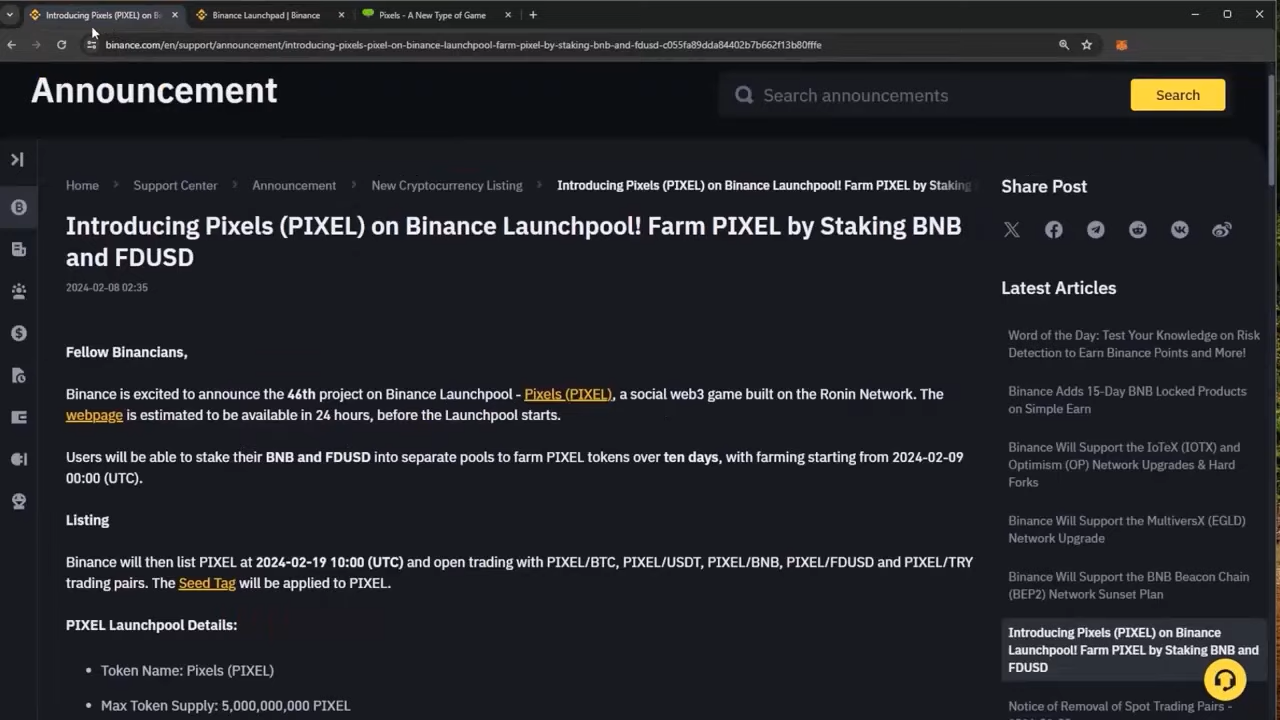 Introducing Pixels (PIXEL) on B
Binance Launchpad | Binance
Pixels - A New Type of Game
binance.com/en/support/announcement/introducing-pixels-pixel-on-binance-launchpool-farm-pixel-by-staking-bnb-and-fdusd-c055fa89dda84402b7b662f13b80fffe
Announcement
Search announcements
Search
Home
Support Center
Announcement
New Cryptocurrency Listing
Introducing Pixels (PIXEL) on Binance Launchpool! Farm PIXEL by Staking
Introducing Pixels (PIXEL) on Binance Launchpool! Farm PIXEL by Staking BNB
and FDUSD
2024-02-08 02:35
Fellow Binancians,
Binance is excited to announce the 44th project on Binance Launchpool - Pixels (PIXEL), a social web3 game built on the Ronin Network. The
webpage is estimated to be available in 24 hours, before the Launchpool starts.
Users will be able to stake their BNB and FDUSD into separate pools to farm PIXEL tokens over ten days, with farming starting from 2024-02-09
00:00 (UTC).
Listing
Binance will then list PIXEL at 2024-02-19 10:00 (UTC) and open trading with PIXEL/BTC, PIXEL/USDT, PIXEL/BNB, PIXEL/FDUSD and PIXEL/TRY
trading pairs. The Seed Tag will be applied to PIXEL.
PIXEL Launchpool Details:
• Token Name: Pixels (PIXEL)
• Max Token Supply: 5,000,000,000 PIXEL
Share Post
Latest Articles
Word of the Day: Test Your Knowledge on Risk
Detection to Earn Binance Points and More!
Binance Adds 15-Day BNB Locked Products
on Simple Earn
Binance Will Support the IoTeX (IOTX) and
Optimism (OP) Network Upgrades & Hard
Forks
Binance Will Support the MultiversX (EGLD)
Network Upgrade
Binance Will Support the BNB Beacon Chain
(BEP2) Network Sunset Plan
Introducing Pixels (PIXEL) on Binance
Launchpool! Farm PIXEL by Staking BNB and
FDUSD
Notice of Removal of Spot Trading Pairs -